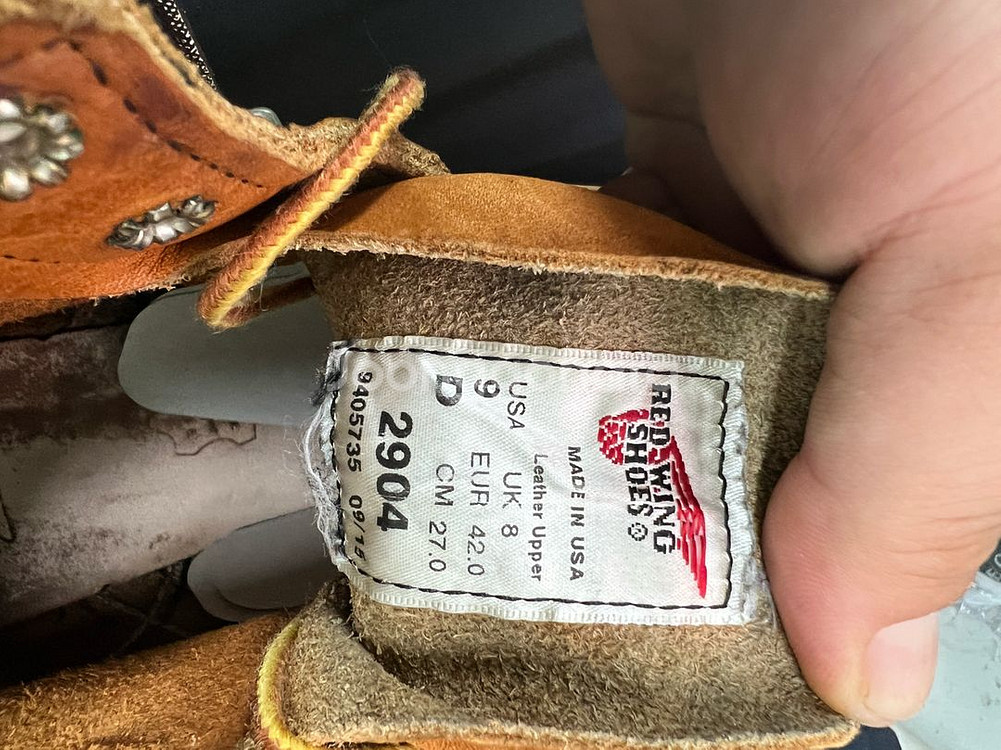 RED WING
SHOES®
MADE IN USA
Leather Upper
USA UK 8
9 EUR 42.0
D CM 27.0
2904
9405735 09/15